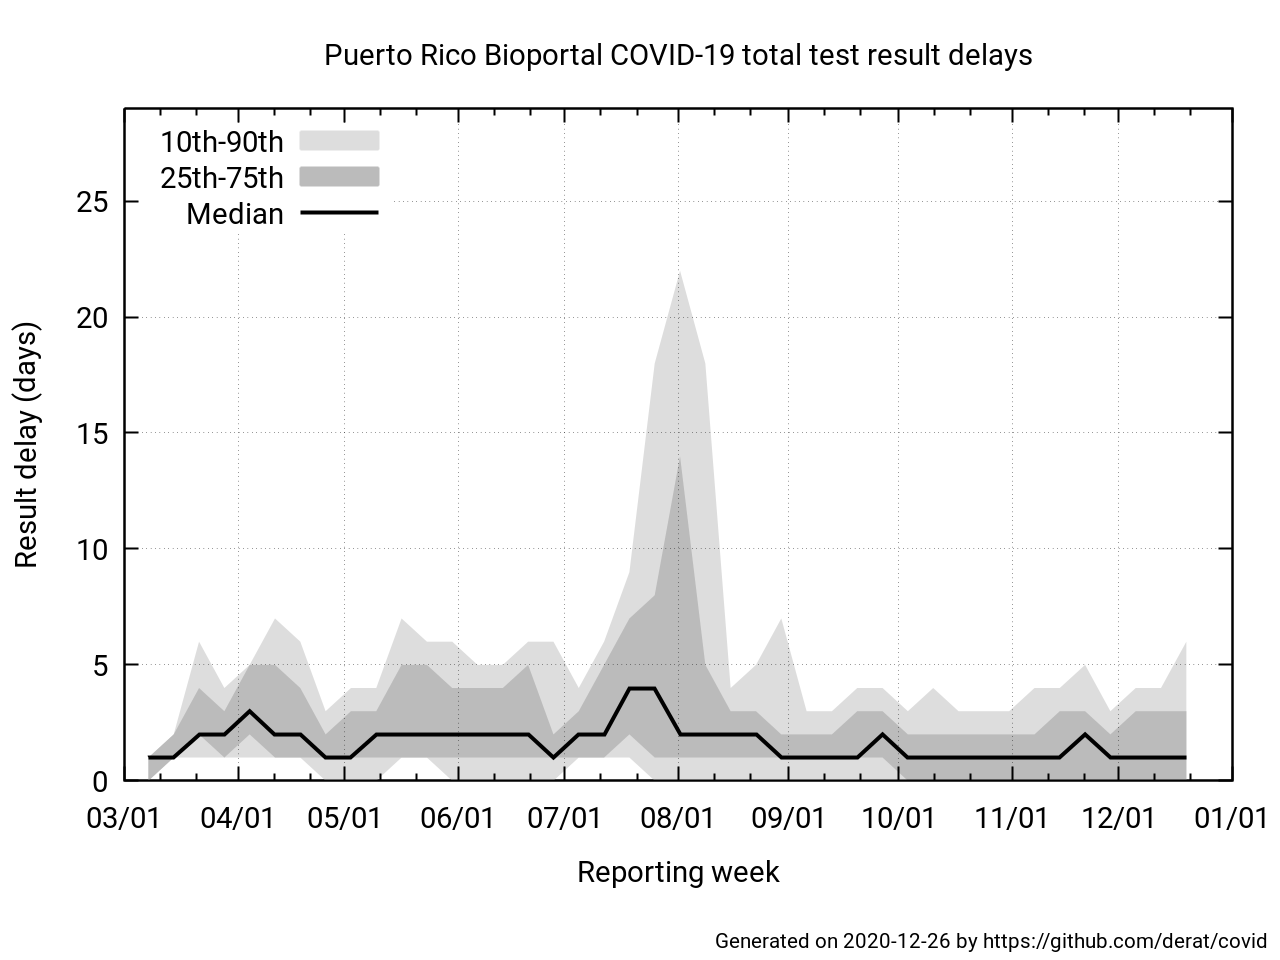 Puerto Rico Bioportal COVID-19 total test result delays
10th-90th
25th-75th
Median
25
20
15
10
5
0
Result delay (days)
03/01 04/01 05/01 06/01 07/01 08/01 09/01 10/01 11/01 12/01 01/01
Reporting week
Generated on 2020-12-26 by https://github.com/derat/covid